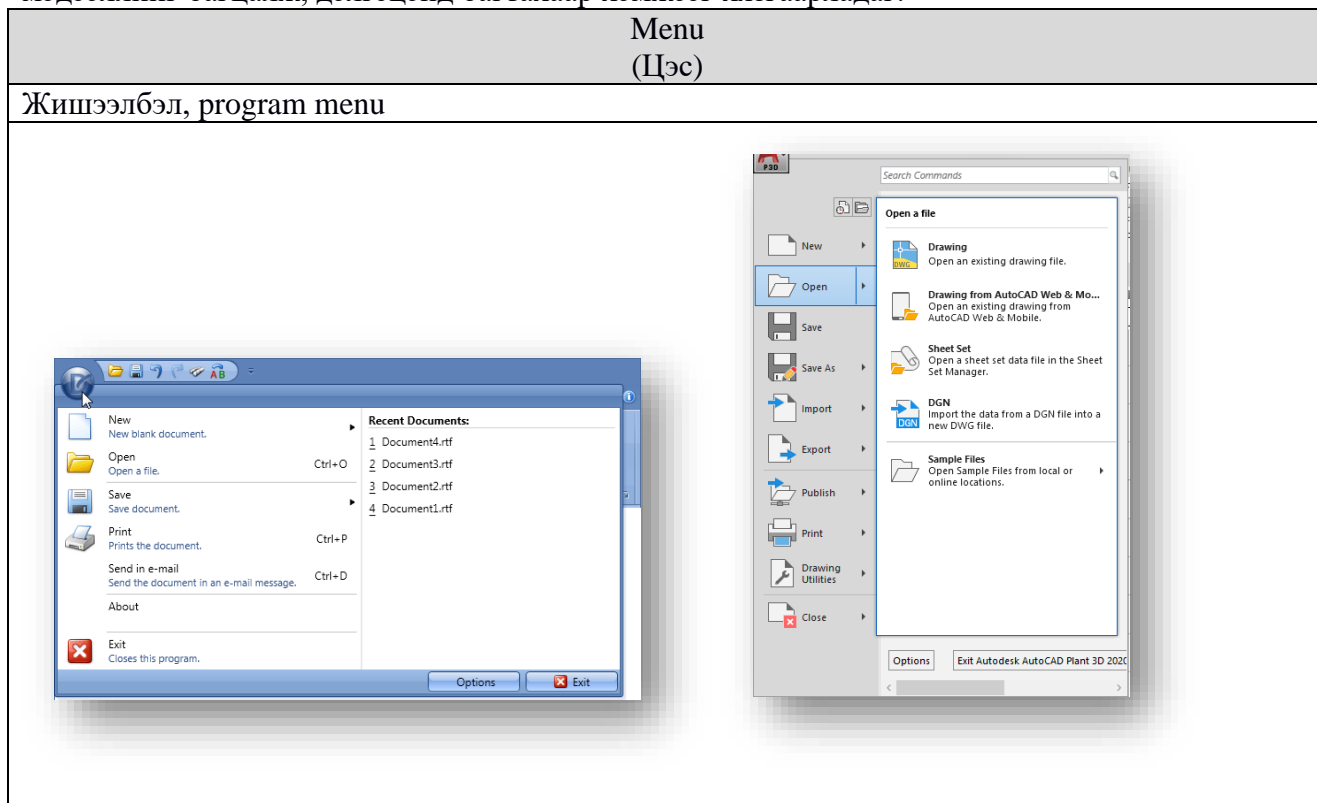 Menu
(Цэс)
Жишээлбэл, program menu
New
New blank document.
Open
Open a file.
Ctrl+O
Save
Save document.
Print
Prints the document.
Ctrl+P
Send in e-mail
Send the document in an e-mail message.
Ctrl+D
About
Exit
Closes this program.
Recent Documents:
1 Document4.rtf
2 Document3.rtf
3 Document2.rtf
4 Document1.rtf
Options
Exit
P3D
Search Commands
New
Open
Save
Save As
Import
Export
Publish
Print
Drawing
Utilities
Close
Open a file
DWG
Drawing
Open an existing drawing file.
Drawing from AutoCAD Web & Mo...
Open an existing drawing from
AutoCAD Web & Mobile.
Sheet Set
Open a sheet set data file in the Sheet
Set Manager.
DGN
DGN
Import the data from a DGN file into a
new DWG file.
Sample Files
Open Sample Files from local or
online locations.
Options
Exit Autodesk AutoCAD Plant 3D 202